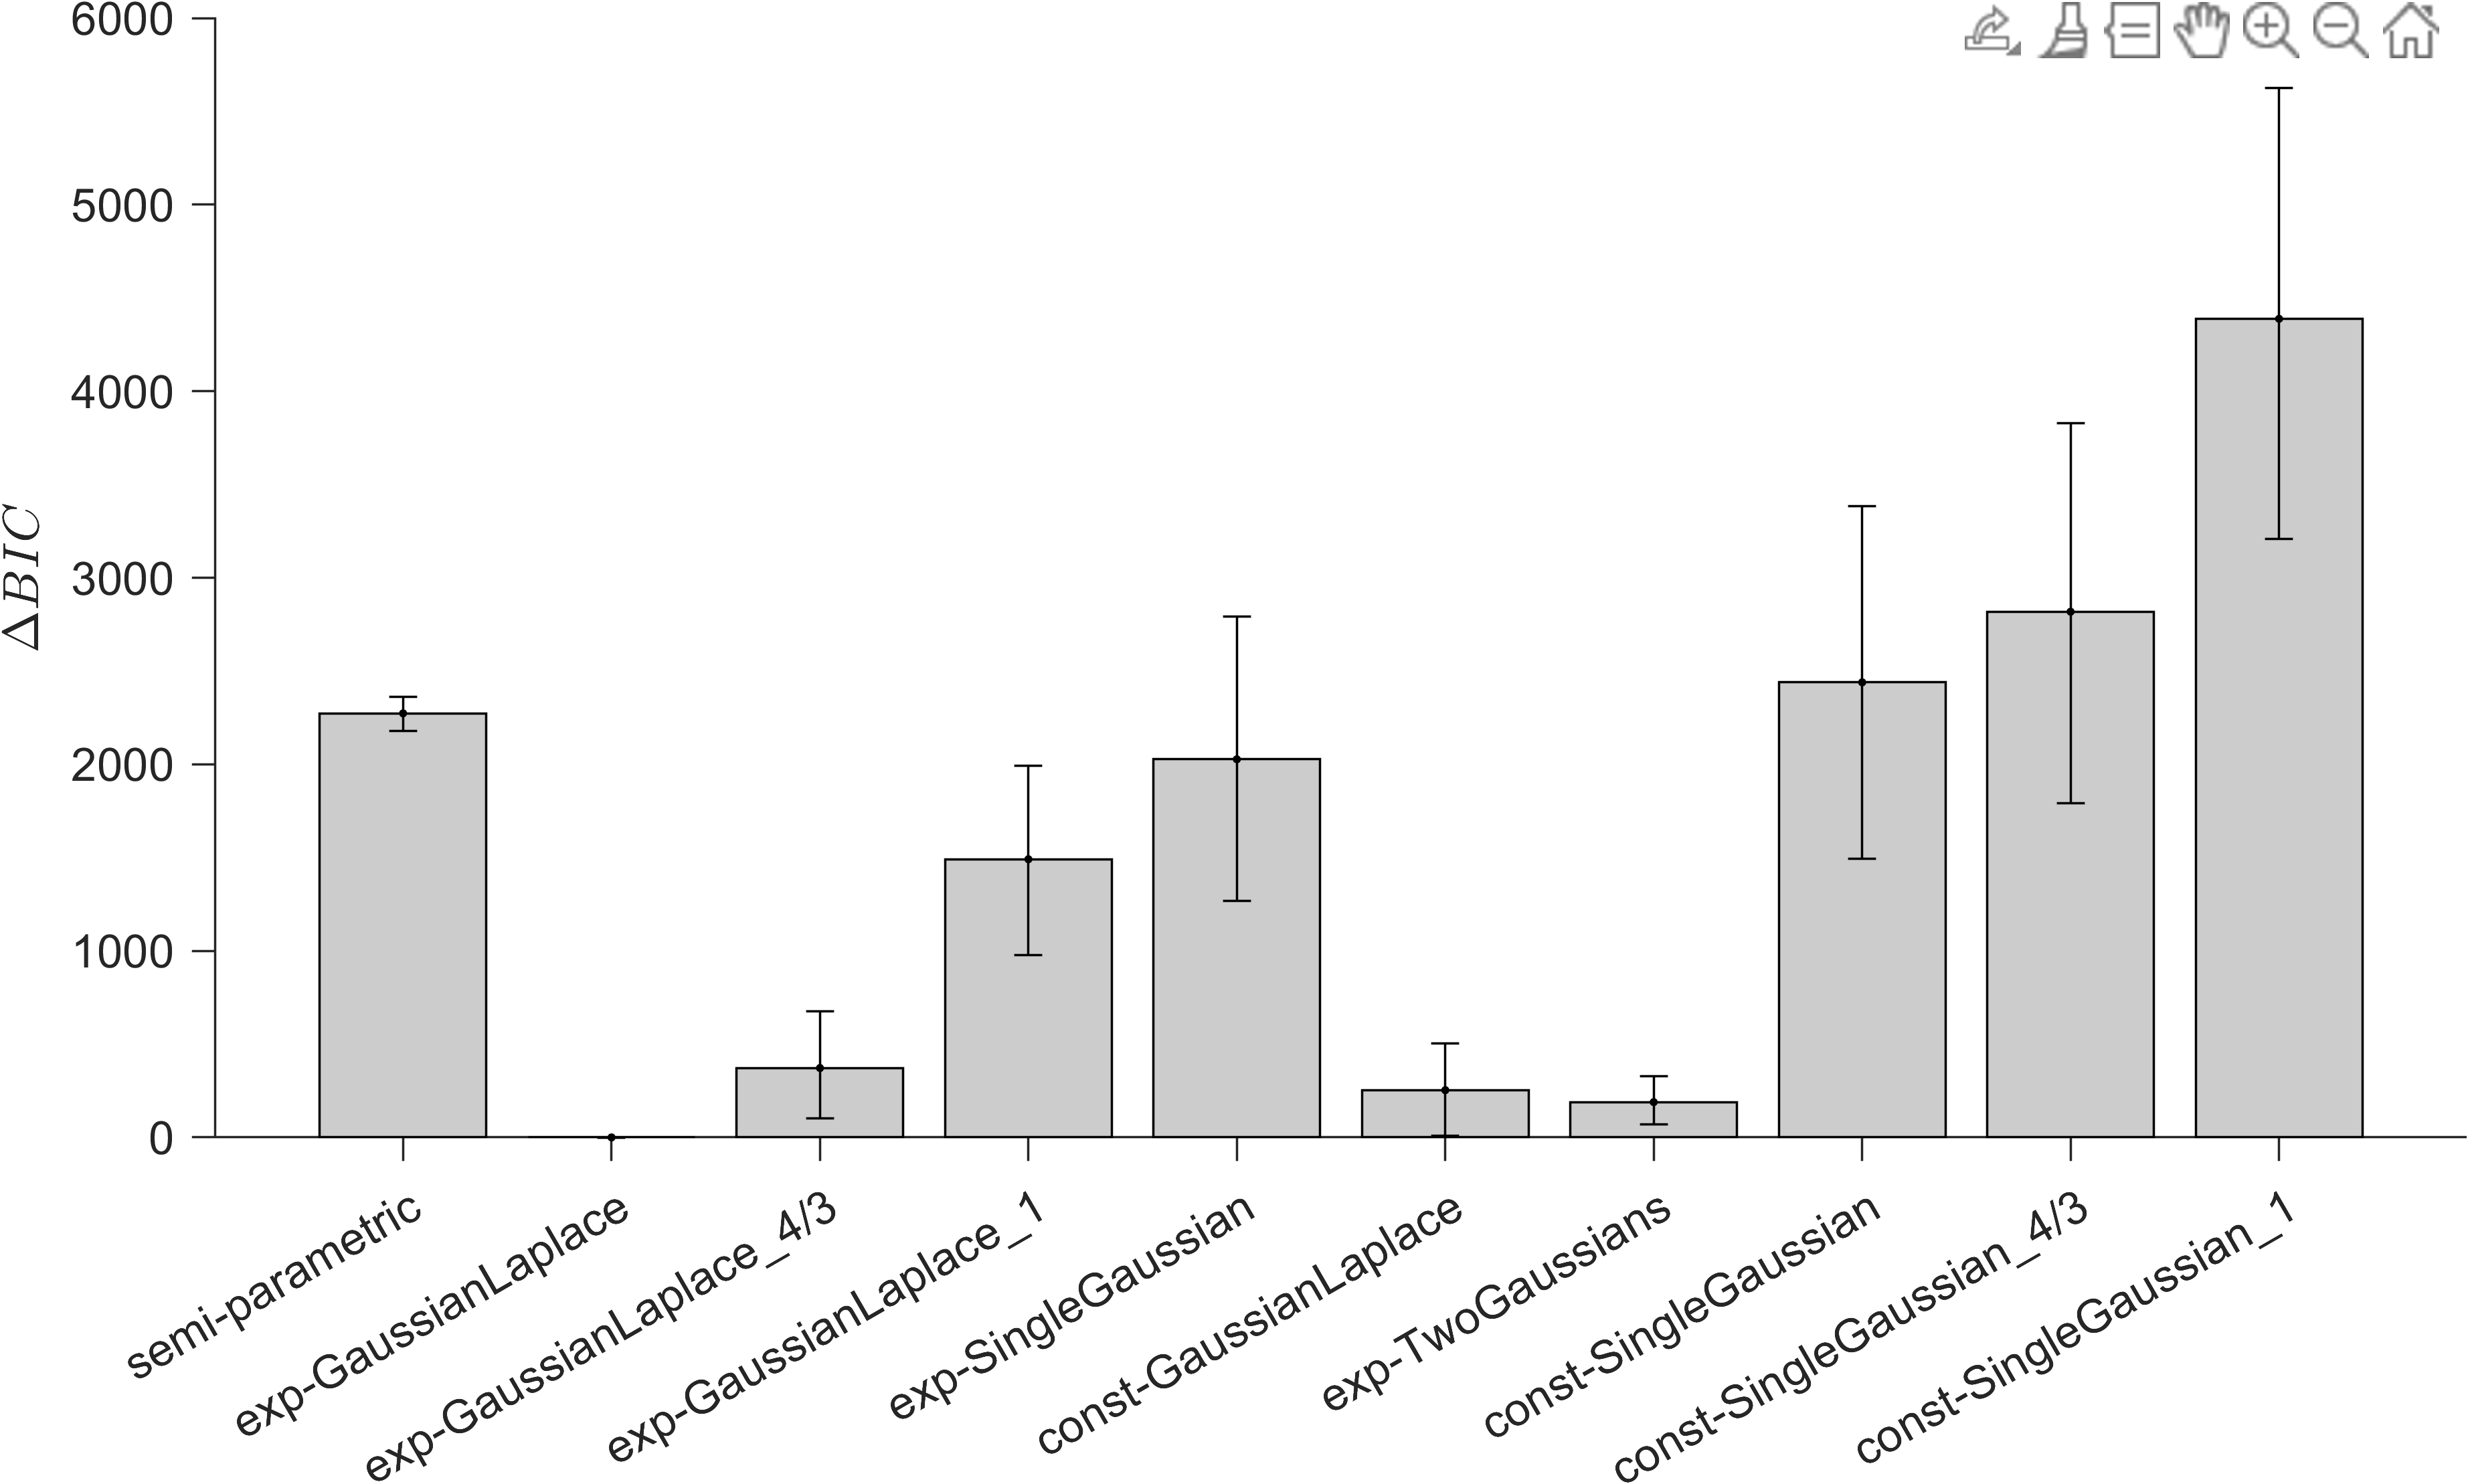 6000
5000
4000
3000
2000
1000
0
ΔBIC
semi-parametric
exp-GaussianLaplace
exp-GaussianLaplace_4/3
exp-GaussianLaplace_1
exp-SingleGaussian
const-GaussianLaplace
exp-TwoGaussians
const-SingleGaussian
const-SingleGaussian_4/3
const-SingleGaussian_1